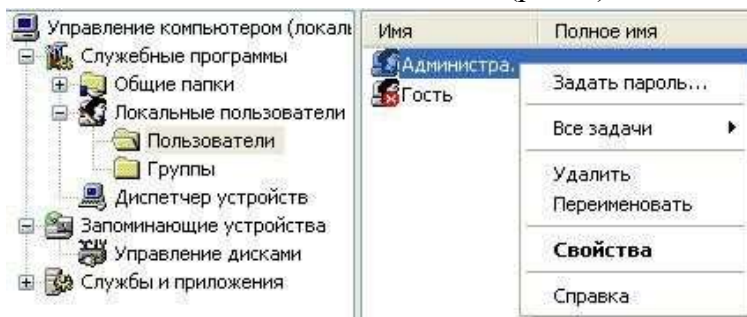 Управление компьютером (локаль
Служебные программы
Общие папки
Локальные пользователи
Пользователи
Группы
Диспетчер устройств
Запоминающие устройства
Управление дисками
Службы и приложения
Имя Полное имя
Администра.
Гость
Задать пароль...
Все задачи
Удалить
Переименовать
Свойства
Справка